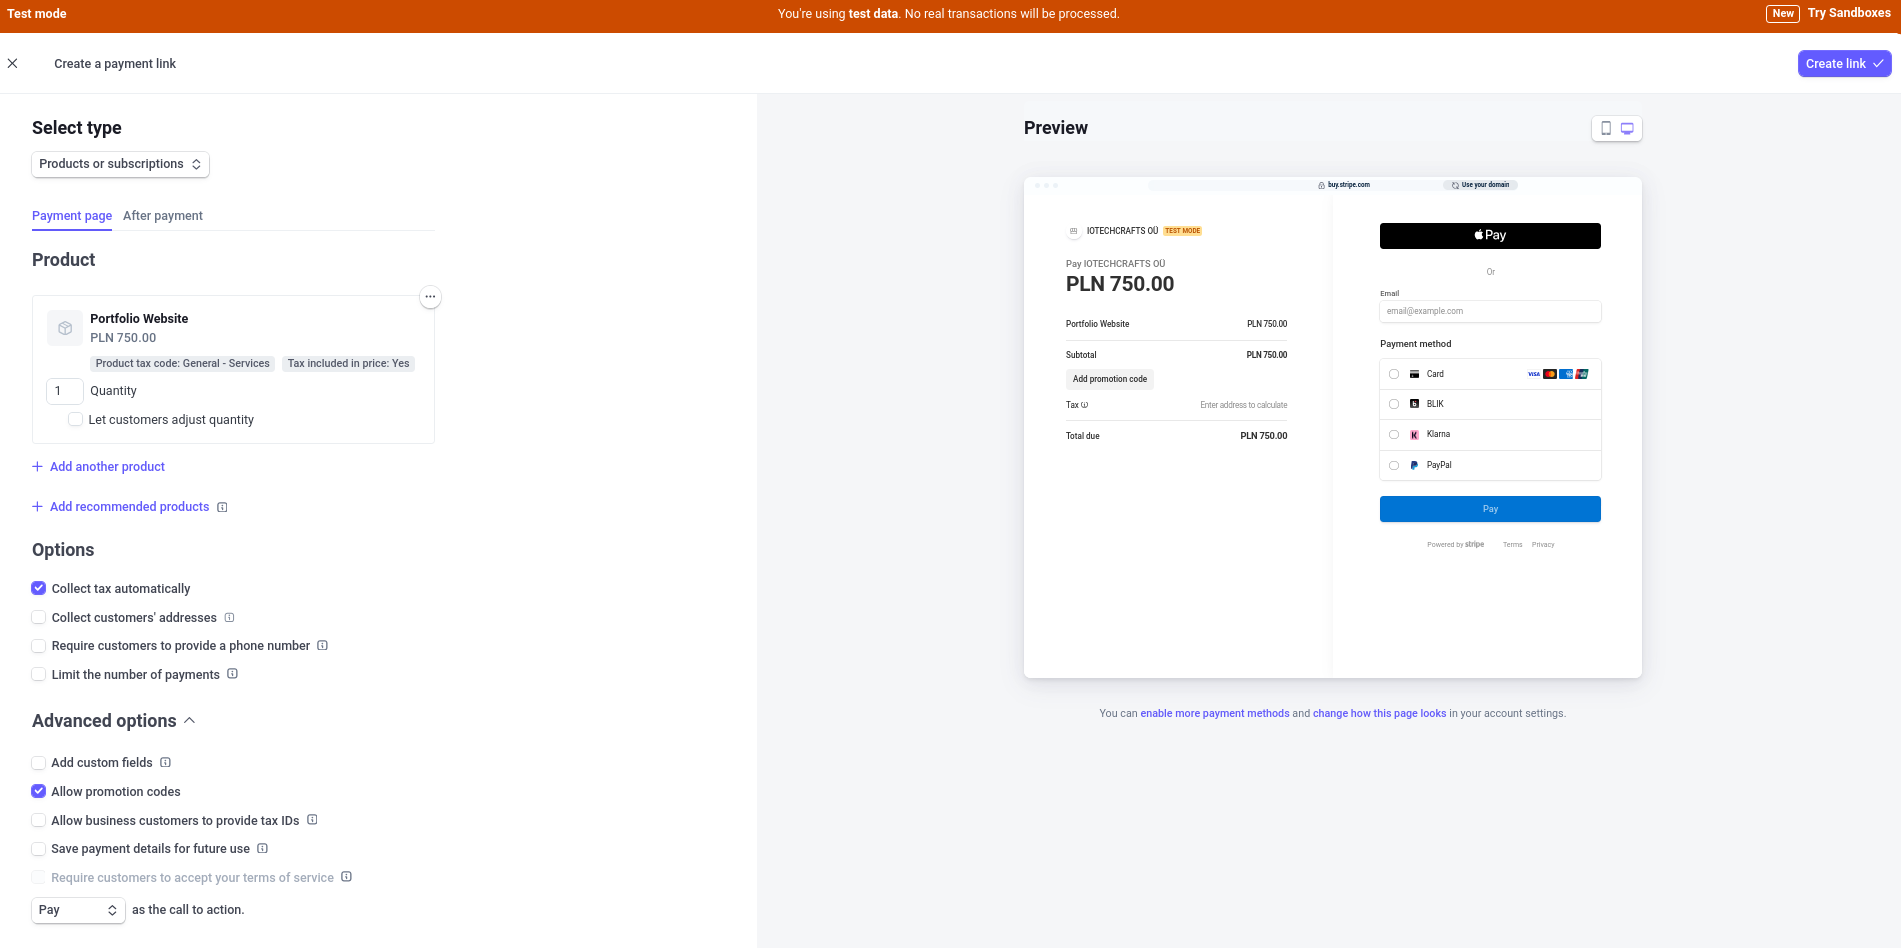 Test mode
You're using test data. No real transactions will be processed.
New Try Sandboxes
Create a payment link
Create link
Select type
Products or subscriptions
Payment page After payment
Product
Portfolio Website
PLN 750.00
Product tax code: General - Services Tax included in price: Yes
1 Quantity
Let customers adjust quantity
Add another product
Add recommended products
Options
Collect tax automatically
Collect customers' addresses
Require customers to provide a phone number
Limit the number of payments
Advanced options
Add custom fields
Allow promotion codes
Allow business customers to provide tax IDs
Save payment details for future use
Require customers to accept your terms of service
Pay as the call to action.
Preview
buy.stripe.com Use your domain
IOTECHCRAFTS OÜ TEST MODE
Pay IOTECHCRAFTS OÜ
PLN 750.00
Portfolio Website PLN 750.00
Subtotal PLN 750.00
Add promotion code
Tax Enter address to calculate
Total due PLN 750.00
Pay
Or
Email
email@example.com
Payment method
Card VISA
BLIK
Klarna
PayPal
Pay
Powered by stripe Terms Privacy
You can enable more payment methods and change how this page looks in your account settings.